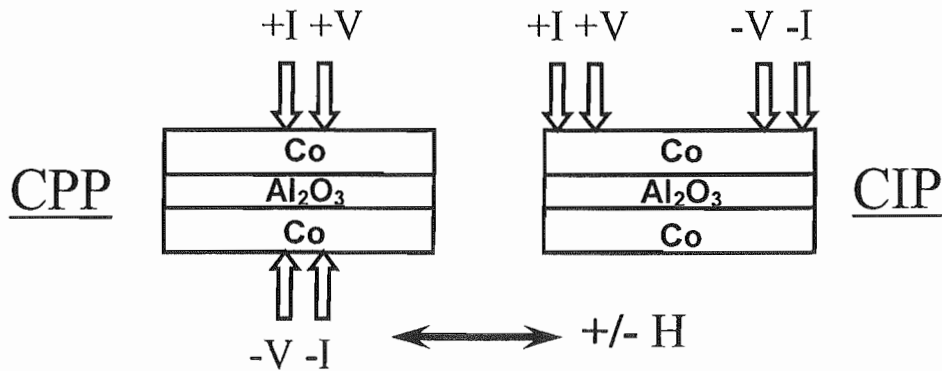 +I +V
+I +V
-V -I
CPP
Co
Al₂O₃
Co
Co
Al₂O₃
Co
CIP
-V -I
+/- H